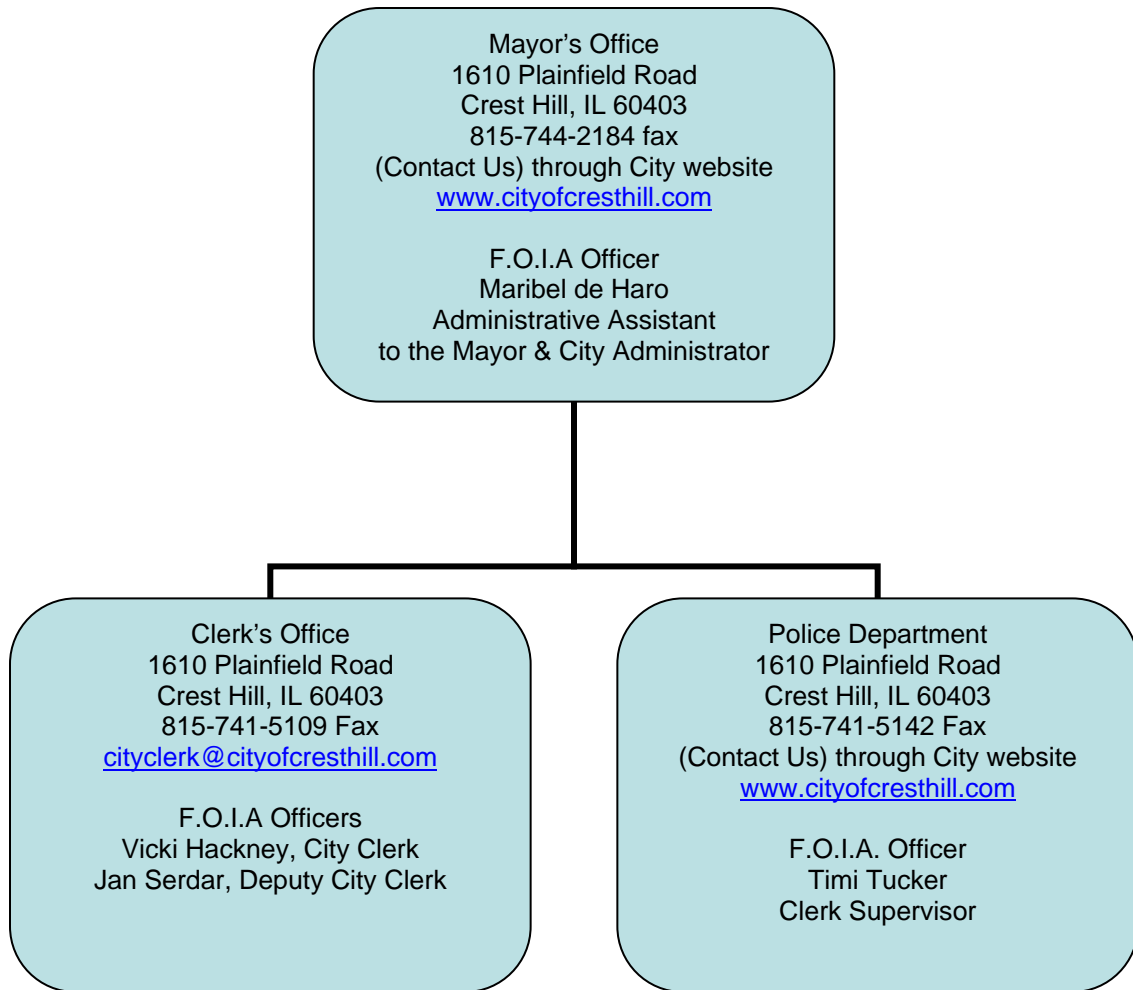 Mayor’s Office
1610 Plainfield Road
Crest Hill, IL 60403
815-744-2184 fax
(Contact Us) through City website
www.cityofcresthill.com
F.O.I.A Officer
Maribel de Haro
Administrative Assistant
to the Mayor & City Administrator
Clerk’s Office
1610 Plainfield Road
Crest Hill, IL 60403
815-741-5109 Fax
cityclerk@cityofcresthill.com
F.O.I.A Officers
Vicki Hackney, City Clerk
Jan Serdar, Deputy City Clerk
Police Department
1610 Plainfield Road
Crest Hill, IL 60403
815-741-5142 Fax
(Contact Us) through City website
www.cityofcresthill.com
F.O.I.A. Officer
Timi Tucker
Clerk Supervisor